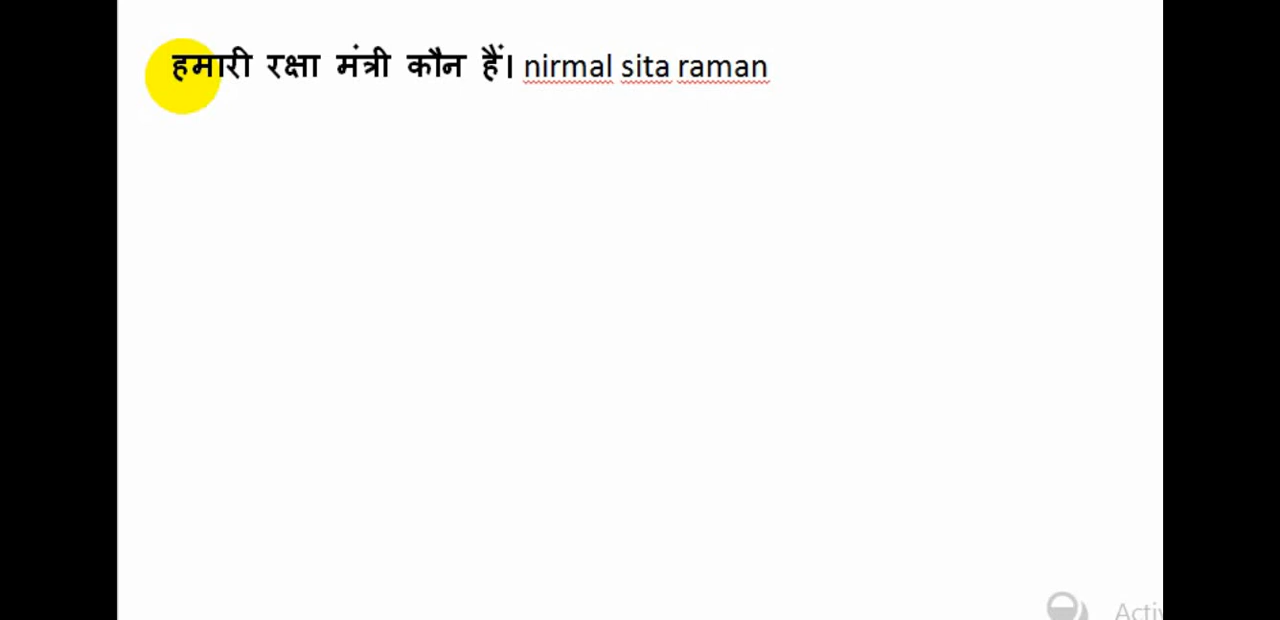 हमारी रक्षा मंत्री कौन हैं। nirmal sita raman